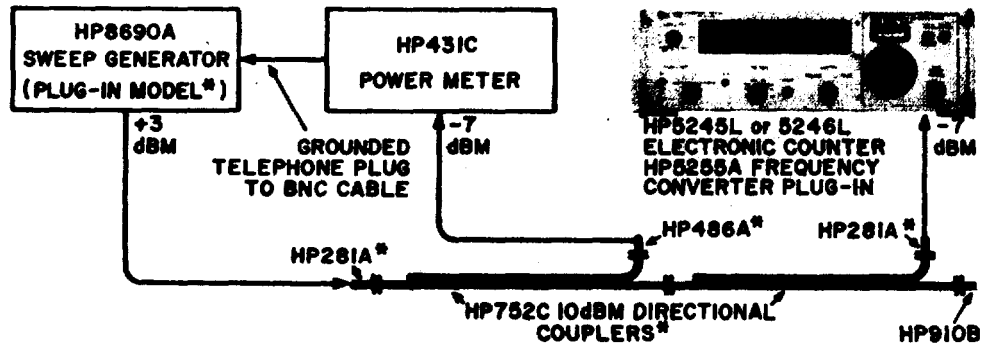 HP8690A
SWEEP GENERATOR
(PLUG-IN MODEL*)
HP431C
POWER METER
+3
dBM
GROUNDED
TELEPHONE PLUG
TO BNC CABLE
-7
dBM
HP5245L or 5246L
ELECTRONIC COUNTER
HP5255A FREQUENCY
CONVERTER PLUG-IN
-7
dBM
HP281A*
HP486A*
HP281A*
HP752C 10dBM DIRECTIONAL
COUPLERS*
HP910B